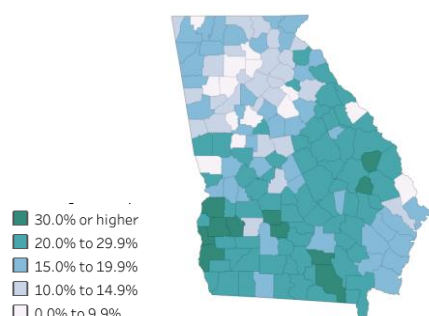 30.0% or higher
20.0% to 29.9%
15.0% to 19.9%
10.0% to 14.9%
0.0% to 9.9%